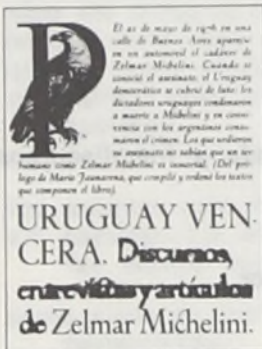 El 21 de mayo de 1976 en una
calle de Buenos Aires aparecie-
en un automóvil el cadáver de
Zelmar Michelini. Cuando se
conoció el asesinato, el Uruguay
democrático se cubrió de luto: los
dictadores uruguayos condenaron
a muerte a Michelini y en conni-
vencia con los argentinos consu-
maron el crimen. Los que urdieron
su asesinato no sabían que un ser
humano como Zelmar Michelini es inmortal. (Del pró-
logo de Mario Jaunarena, que compiló y ordenó los textos
que componen el libro).
URUGUAY VEN-
CERA. Discursos,
entrevistas y artículos
de Zelmar Michelini.